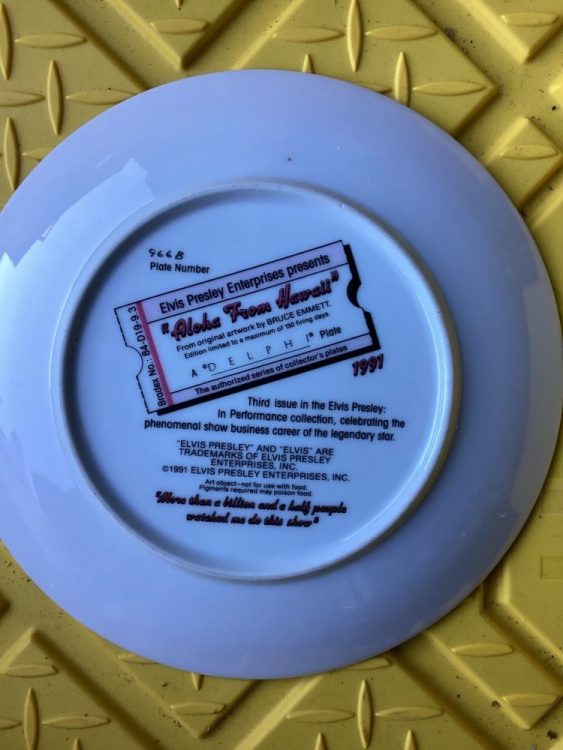 966B
Plate Number
Bradex No.: 84-D19-9.3
Elvis Presley Enterprises presents
"Aloha From Hawaii"
From original artwork by BRUCE EMMETT.
Edition limited to a maximum of 150 firing days.
A DELPHI® Plate
The authorized series of collector's plates
1991
Third issue in the Elvis Presley:
In Performance collection, celebrating the
phenomenal show business career of the legendary star.
"ELVIS PRESLEY" AND "ELVIS" ARE
TRADEMARKS OF ELVIS PRESLEY
ENTERPRISES, INC.
©1991 ELVIS PRESLEY ENTERPRISES, INC.
Art object–not for use with food.
Pigments required may poison food.
"More than a billion and a half people
watched me do this show"